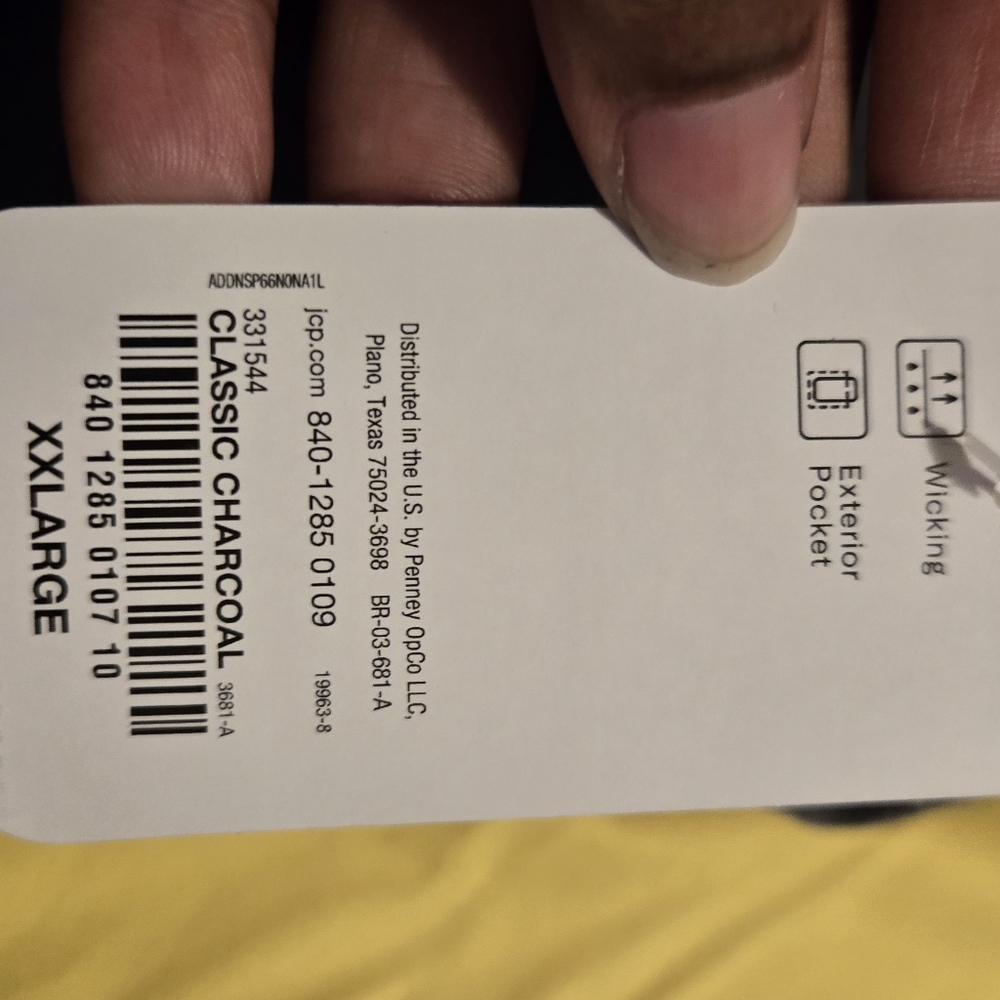 Wicking
Exterior
Pocket
Distributed in the U.S. by Penney OpCo LLC,
Plano, Texas 75024-3698 BR-03-681-A
jcp.com 840-1285 0109 19963-8
ADDNSP66N0NA1L
331544
CLASSIC CHARCOAL 3681-A
840 1285 0107 10
XXLARGE